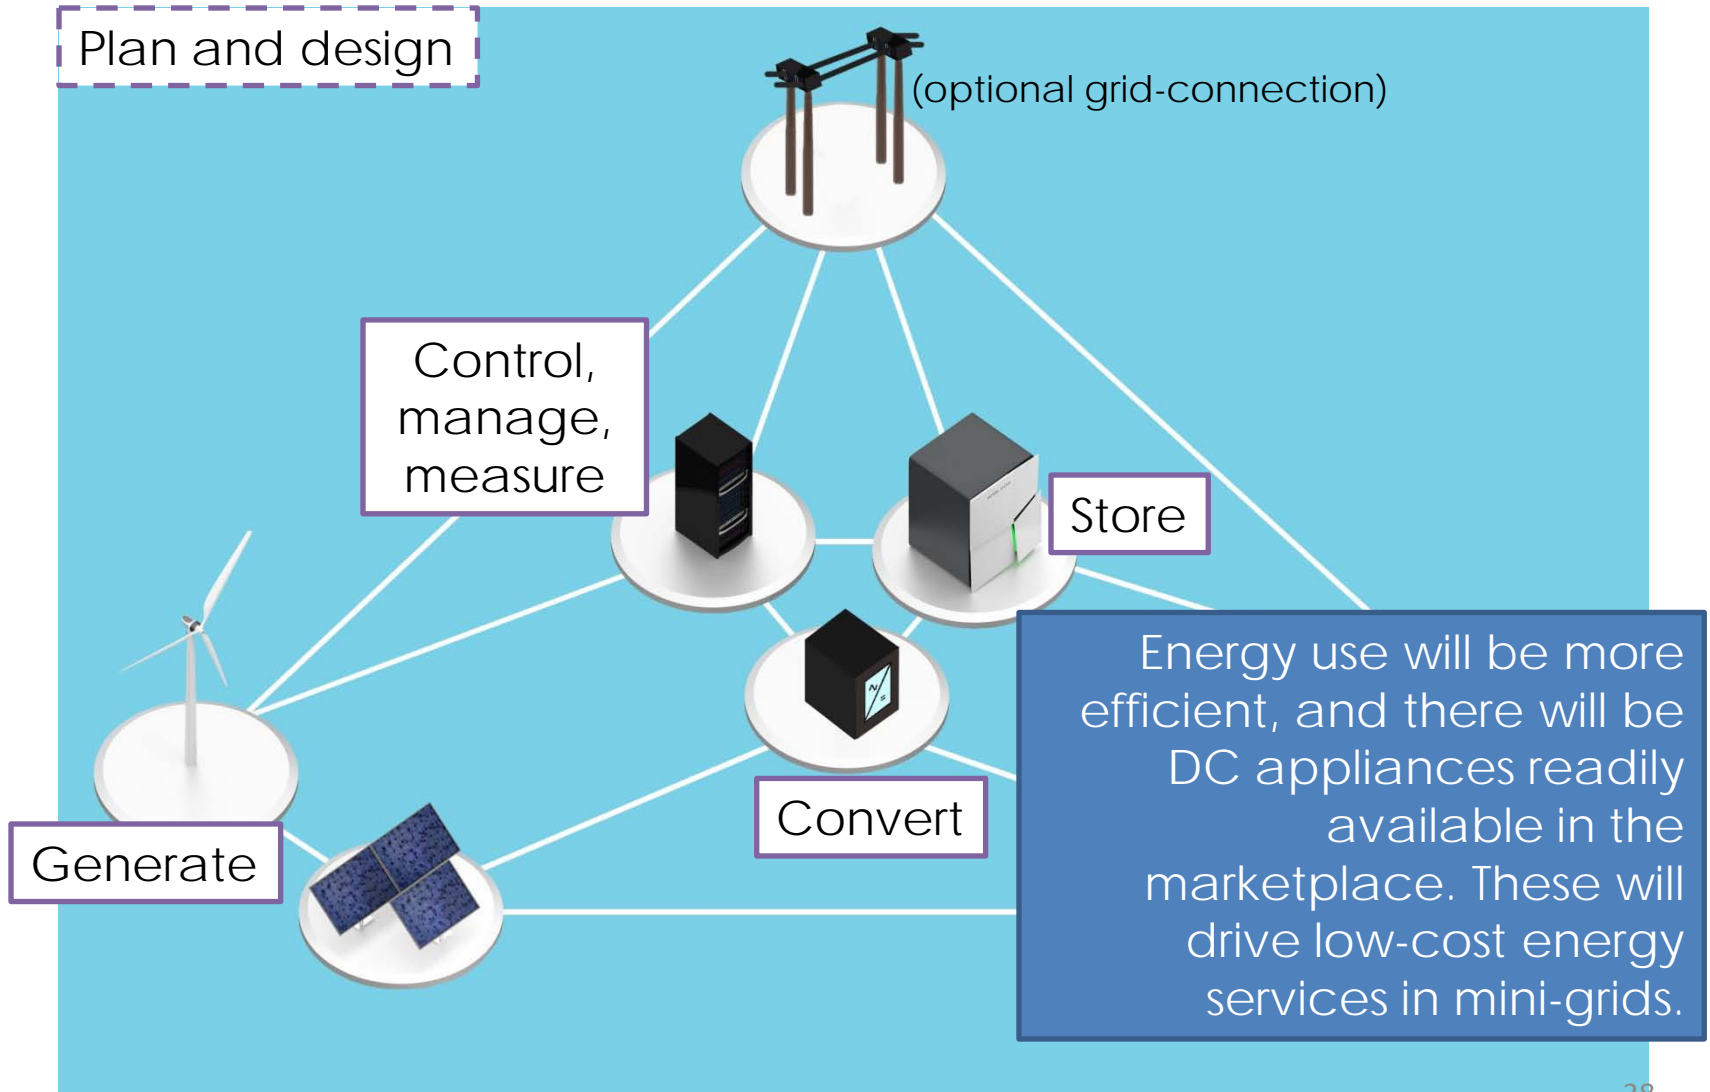 Plan and design
(optional grid-connection)
Control,
manage,
measure
Store
Convert
Generate
Energy use will be more
efficient, and there will be
DC appliances readily
available in the
marketplace. These will
drive low-cost energy
services in mini-grids.